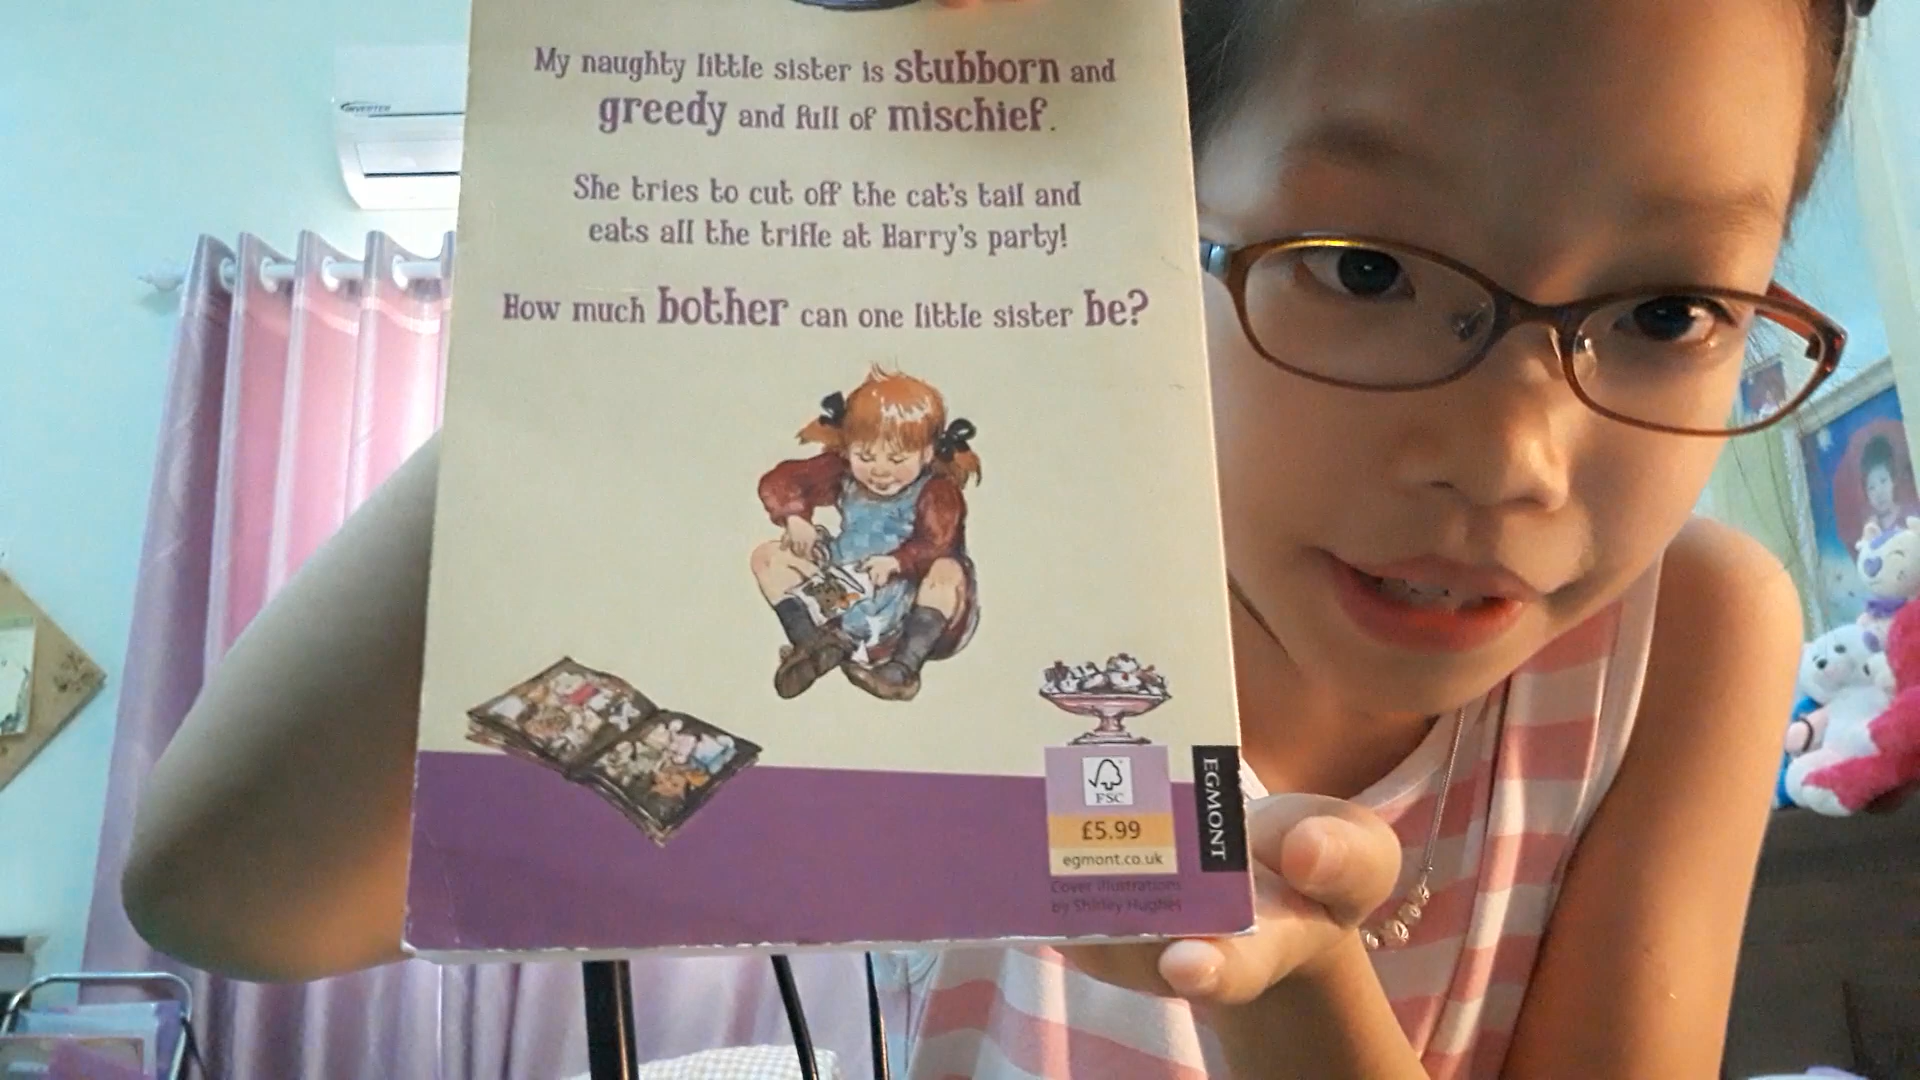 INVERTER
My naughty little sister is stubborn and
greedy and full of mischief.
She tries to cut off the cat's tail and
eats all the trifle at Harry's party!
How much bother can one little sister be?
FSC
£5.99
egmont.co.uk
Cover illustrations
by Shirley Hughes
EGMONT